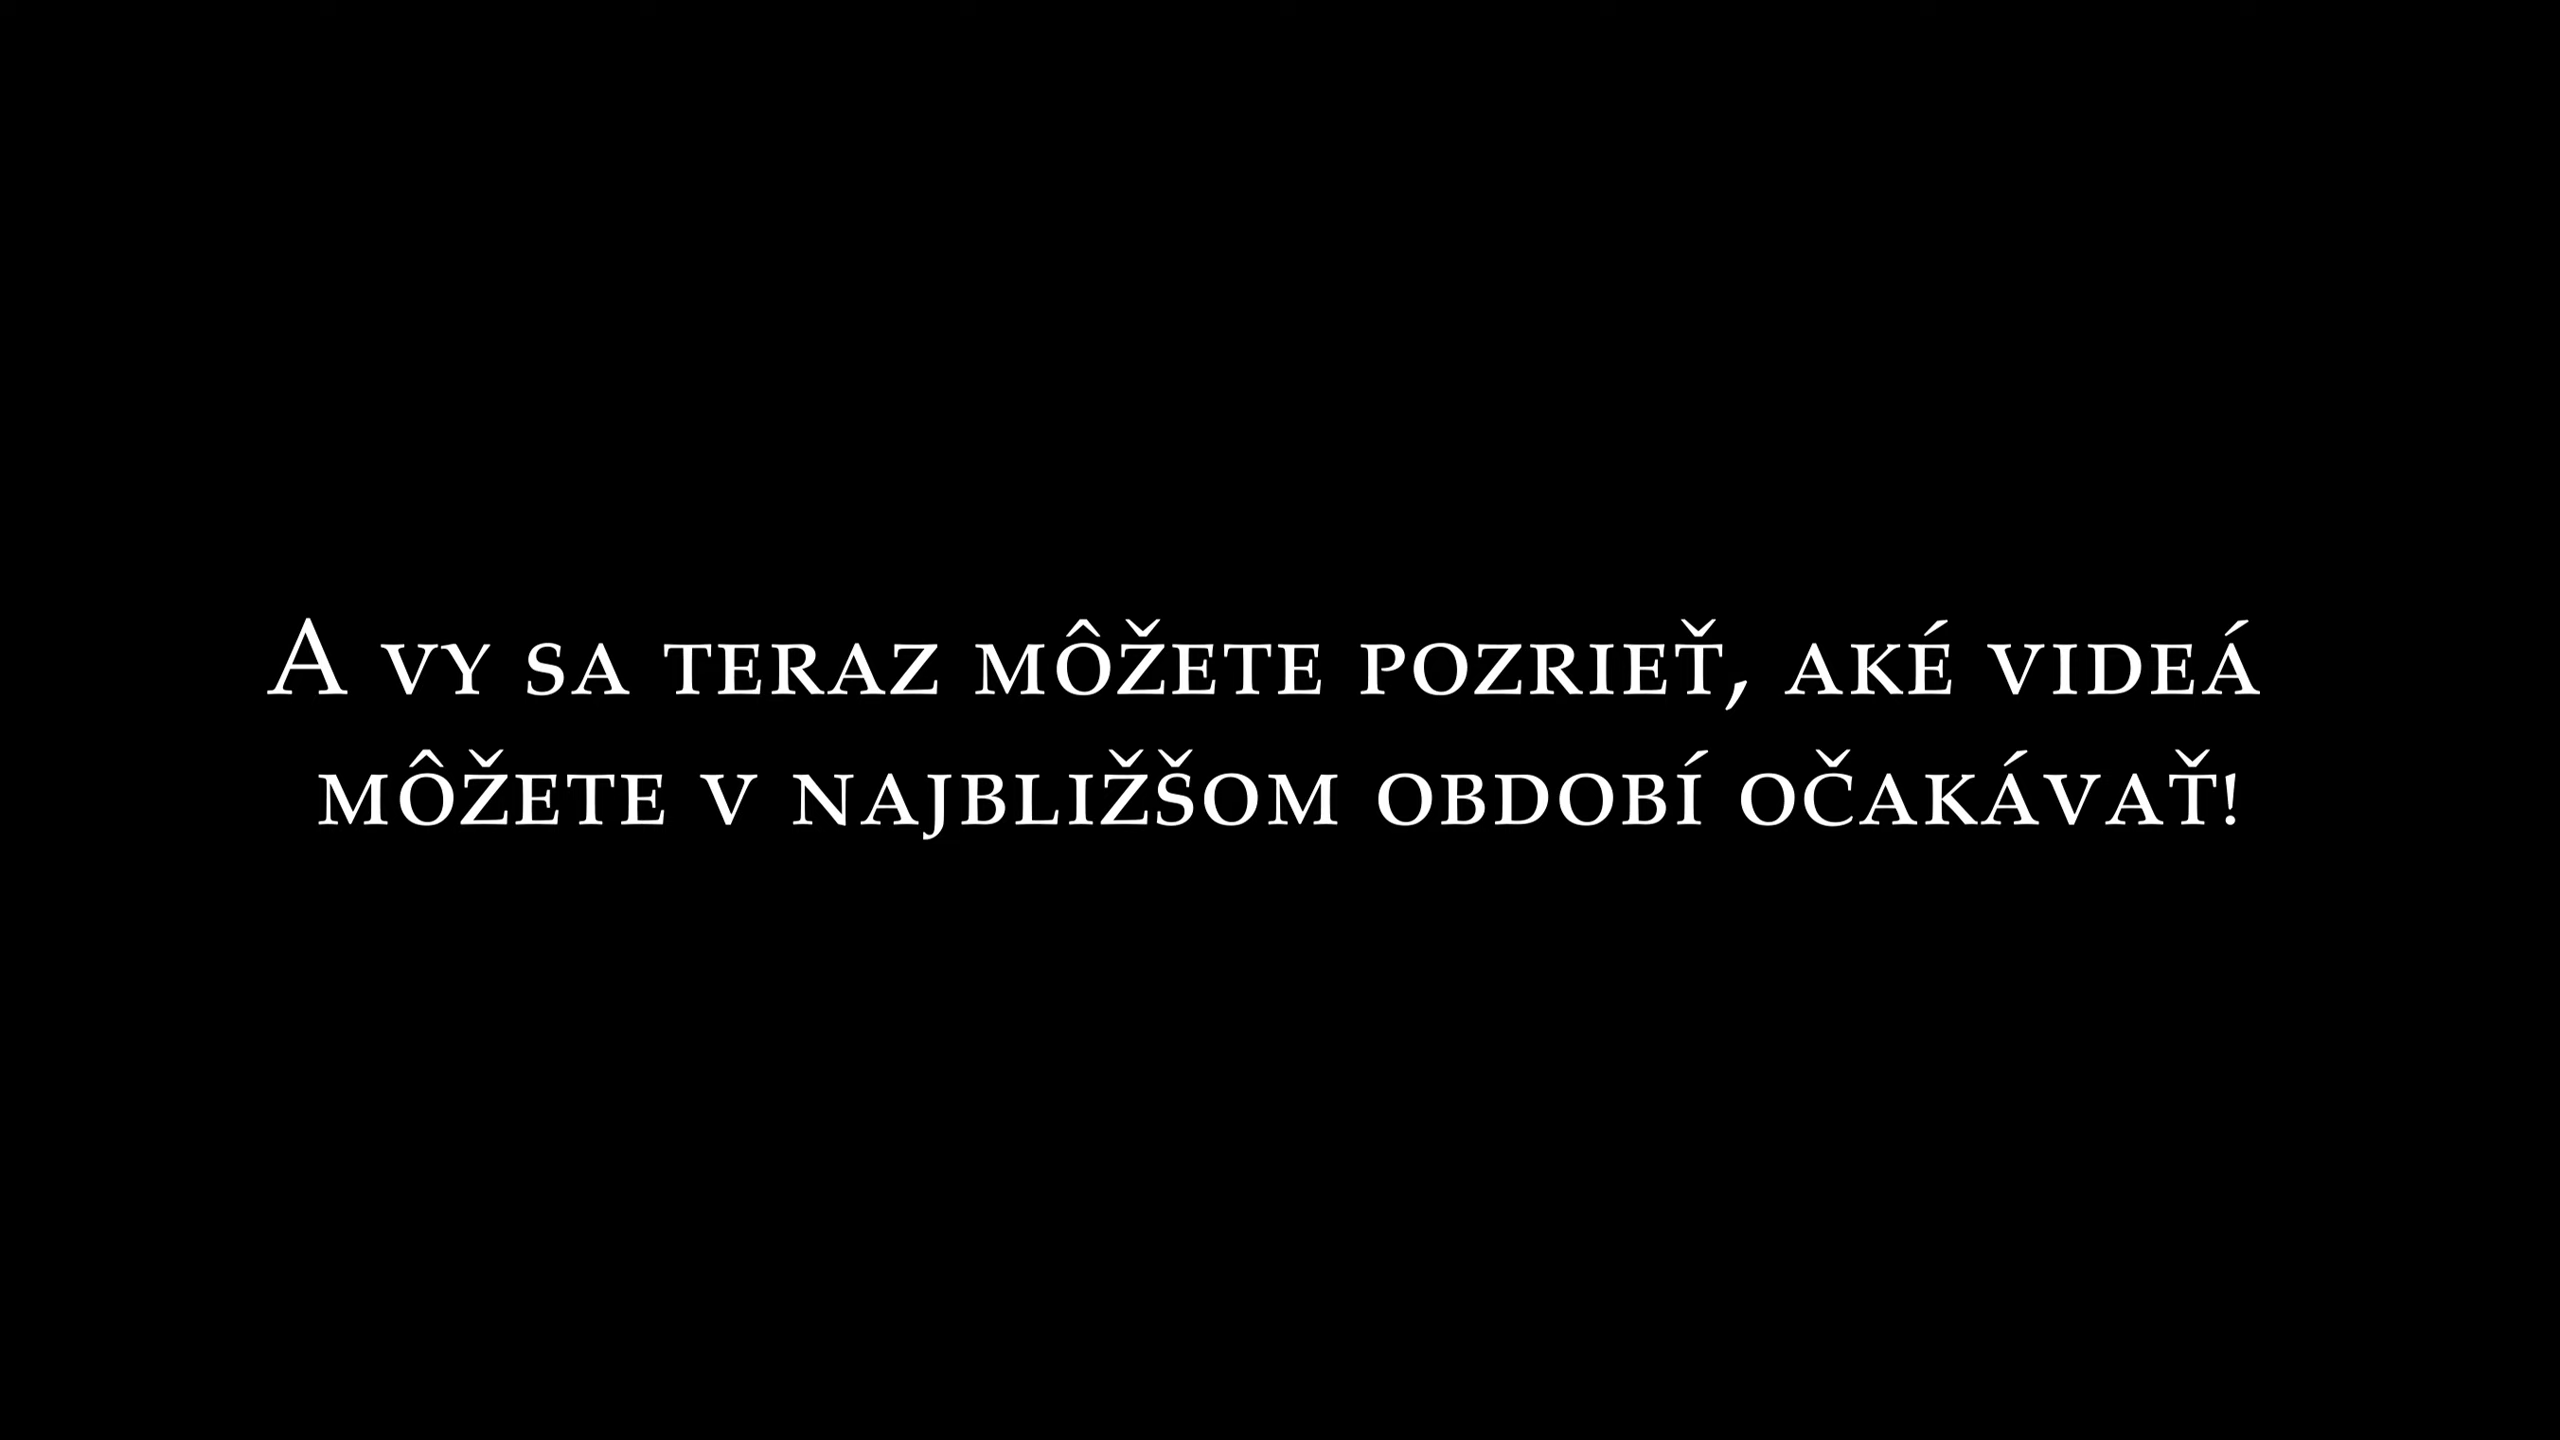 A vy sa teraz môžete pozrieť, aké videá
môžete v najbližšom období očakávať!